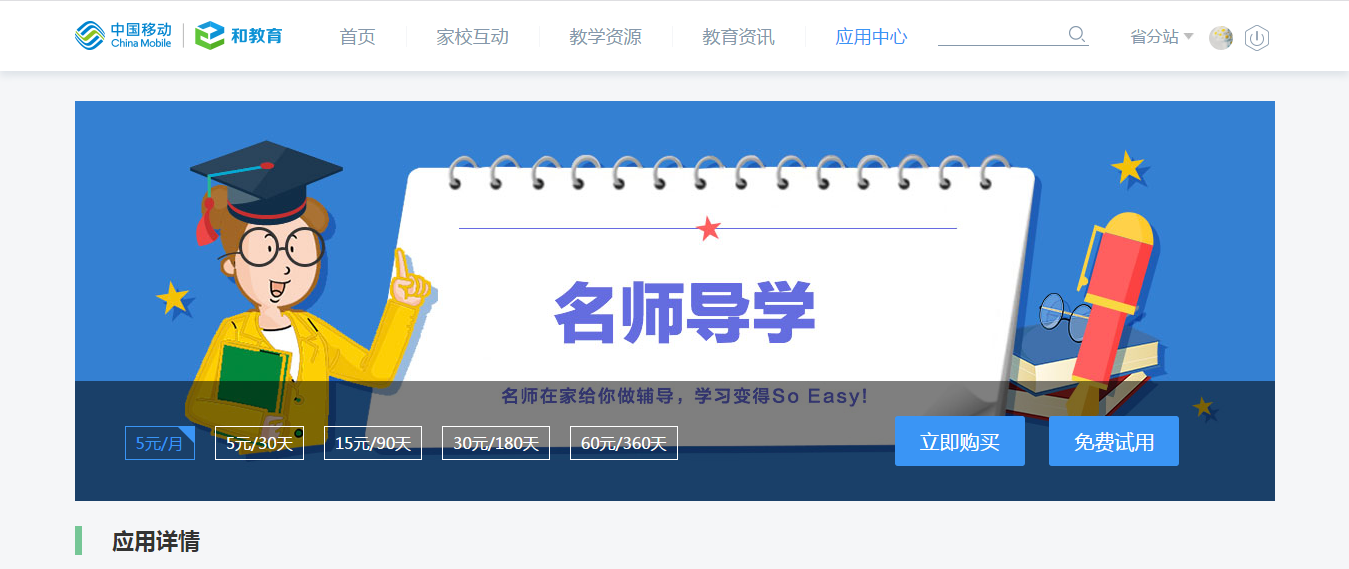 中国移动 China Mobile 和教育 首页 家校互动 教学资源 教育资讯 应用中心 省分站
名师导学
名师在家给你做辅导，学习变得So Easy!
5元/月 5元/30天 15元/90天 30元/180天 60元/360天 立即购买 免费试用
应用详情